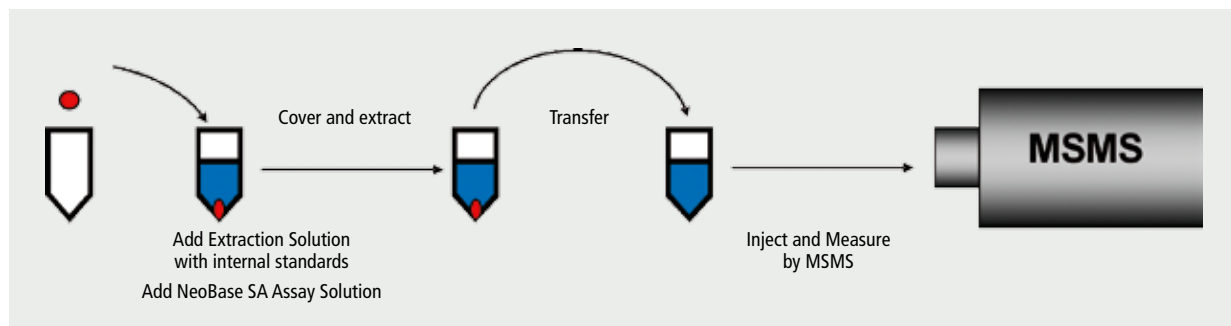 Cover and extract
Transfer
MSMS
Add Extraction Solution
with internal standards
Add NeoBase SA Assay Solution
Inject and Measure
by MSMS